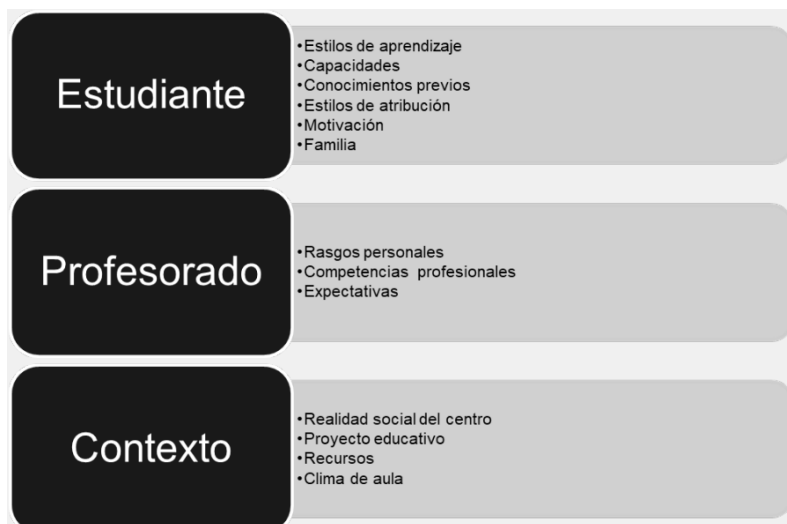 Estudiante
•Estilos de aprendizaje
•Capacidades
•Conocimientos previos
•Estilos de atribución
•Motivación
•Familia
Profesorado
•Rasgos personales
•Competencias profesionales
•Expectativas
Contexto
•Realidad social del centro
•Proyecto educativo
•Recursos
•Clima de aula